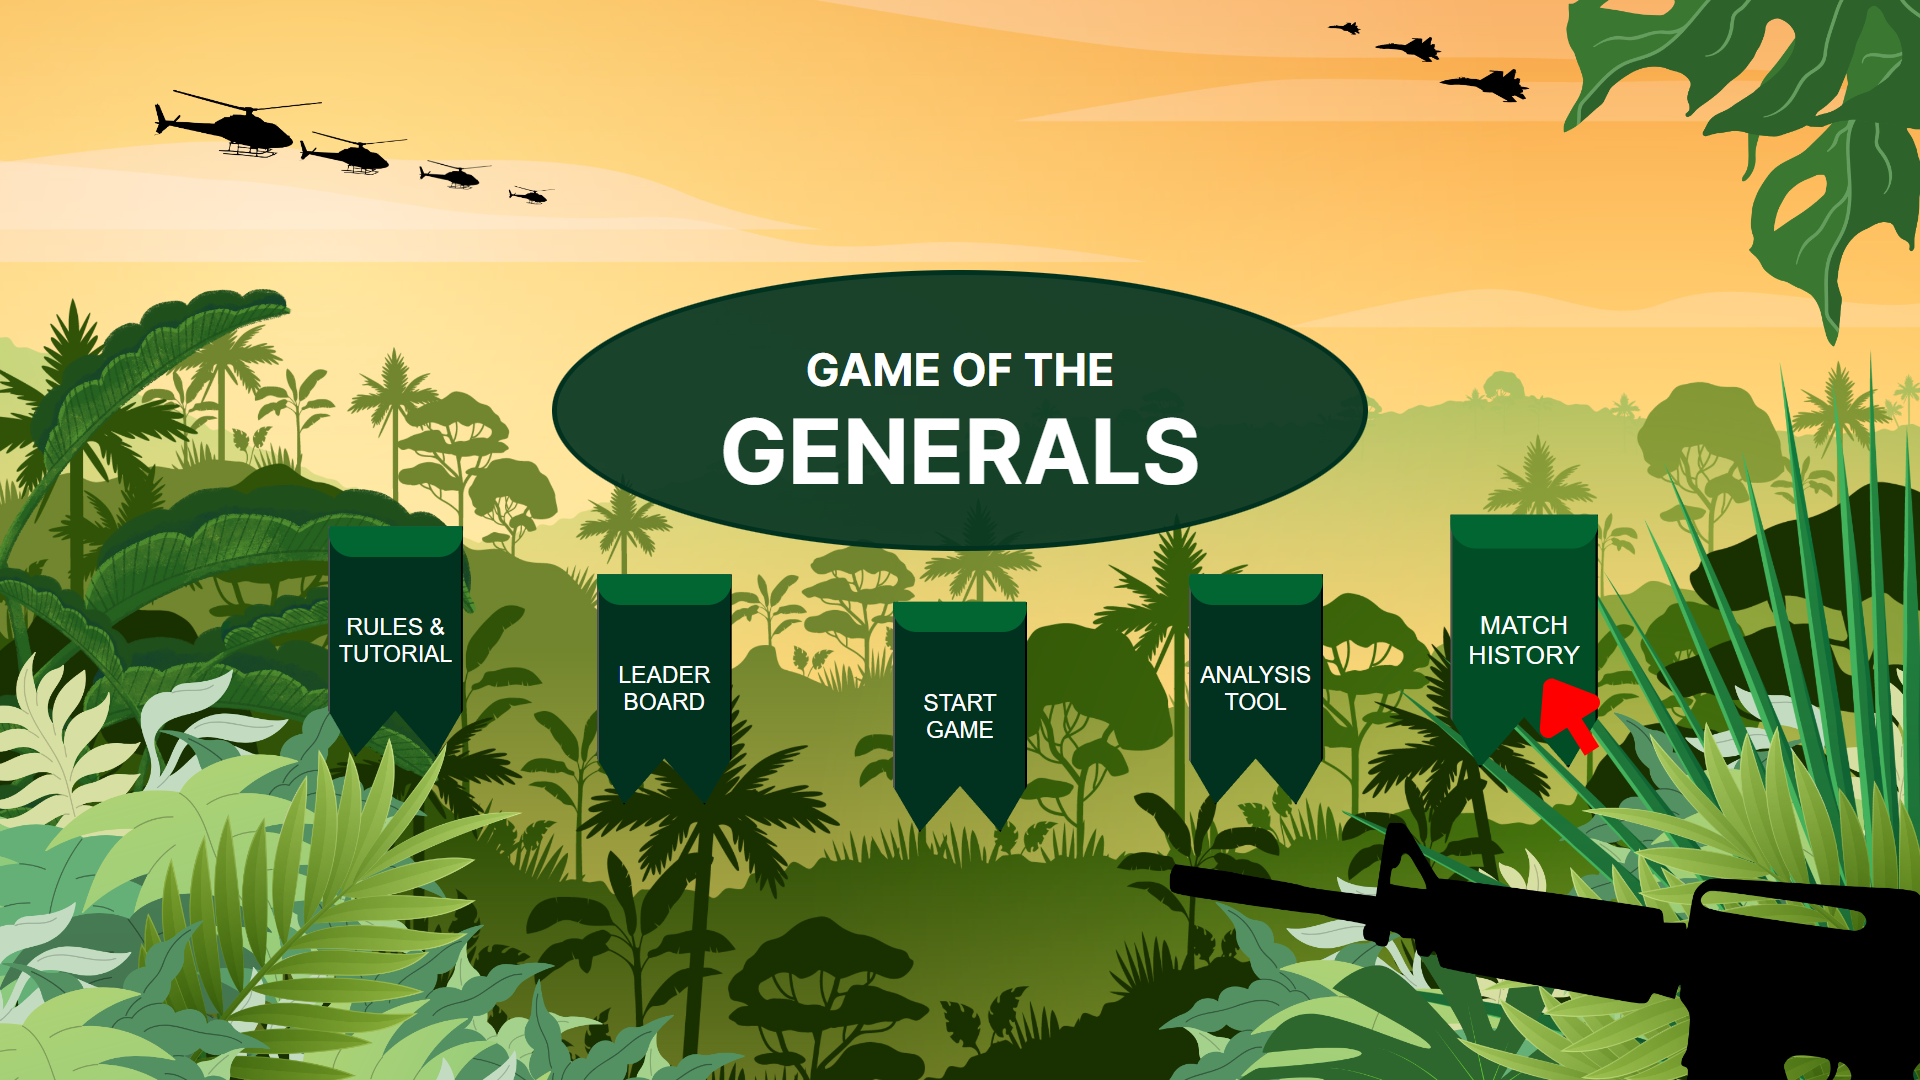 GAME OF THE
GENERALS
RULES &
TUTORIAL
LEADER
BOARD
START
GAME
ANALYSIS
TOOL
MATCH
HISTORY